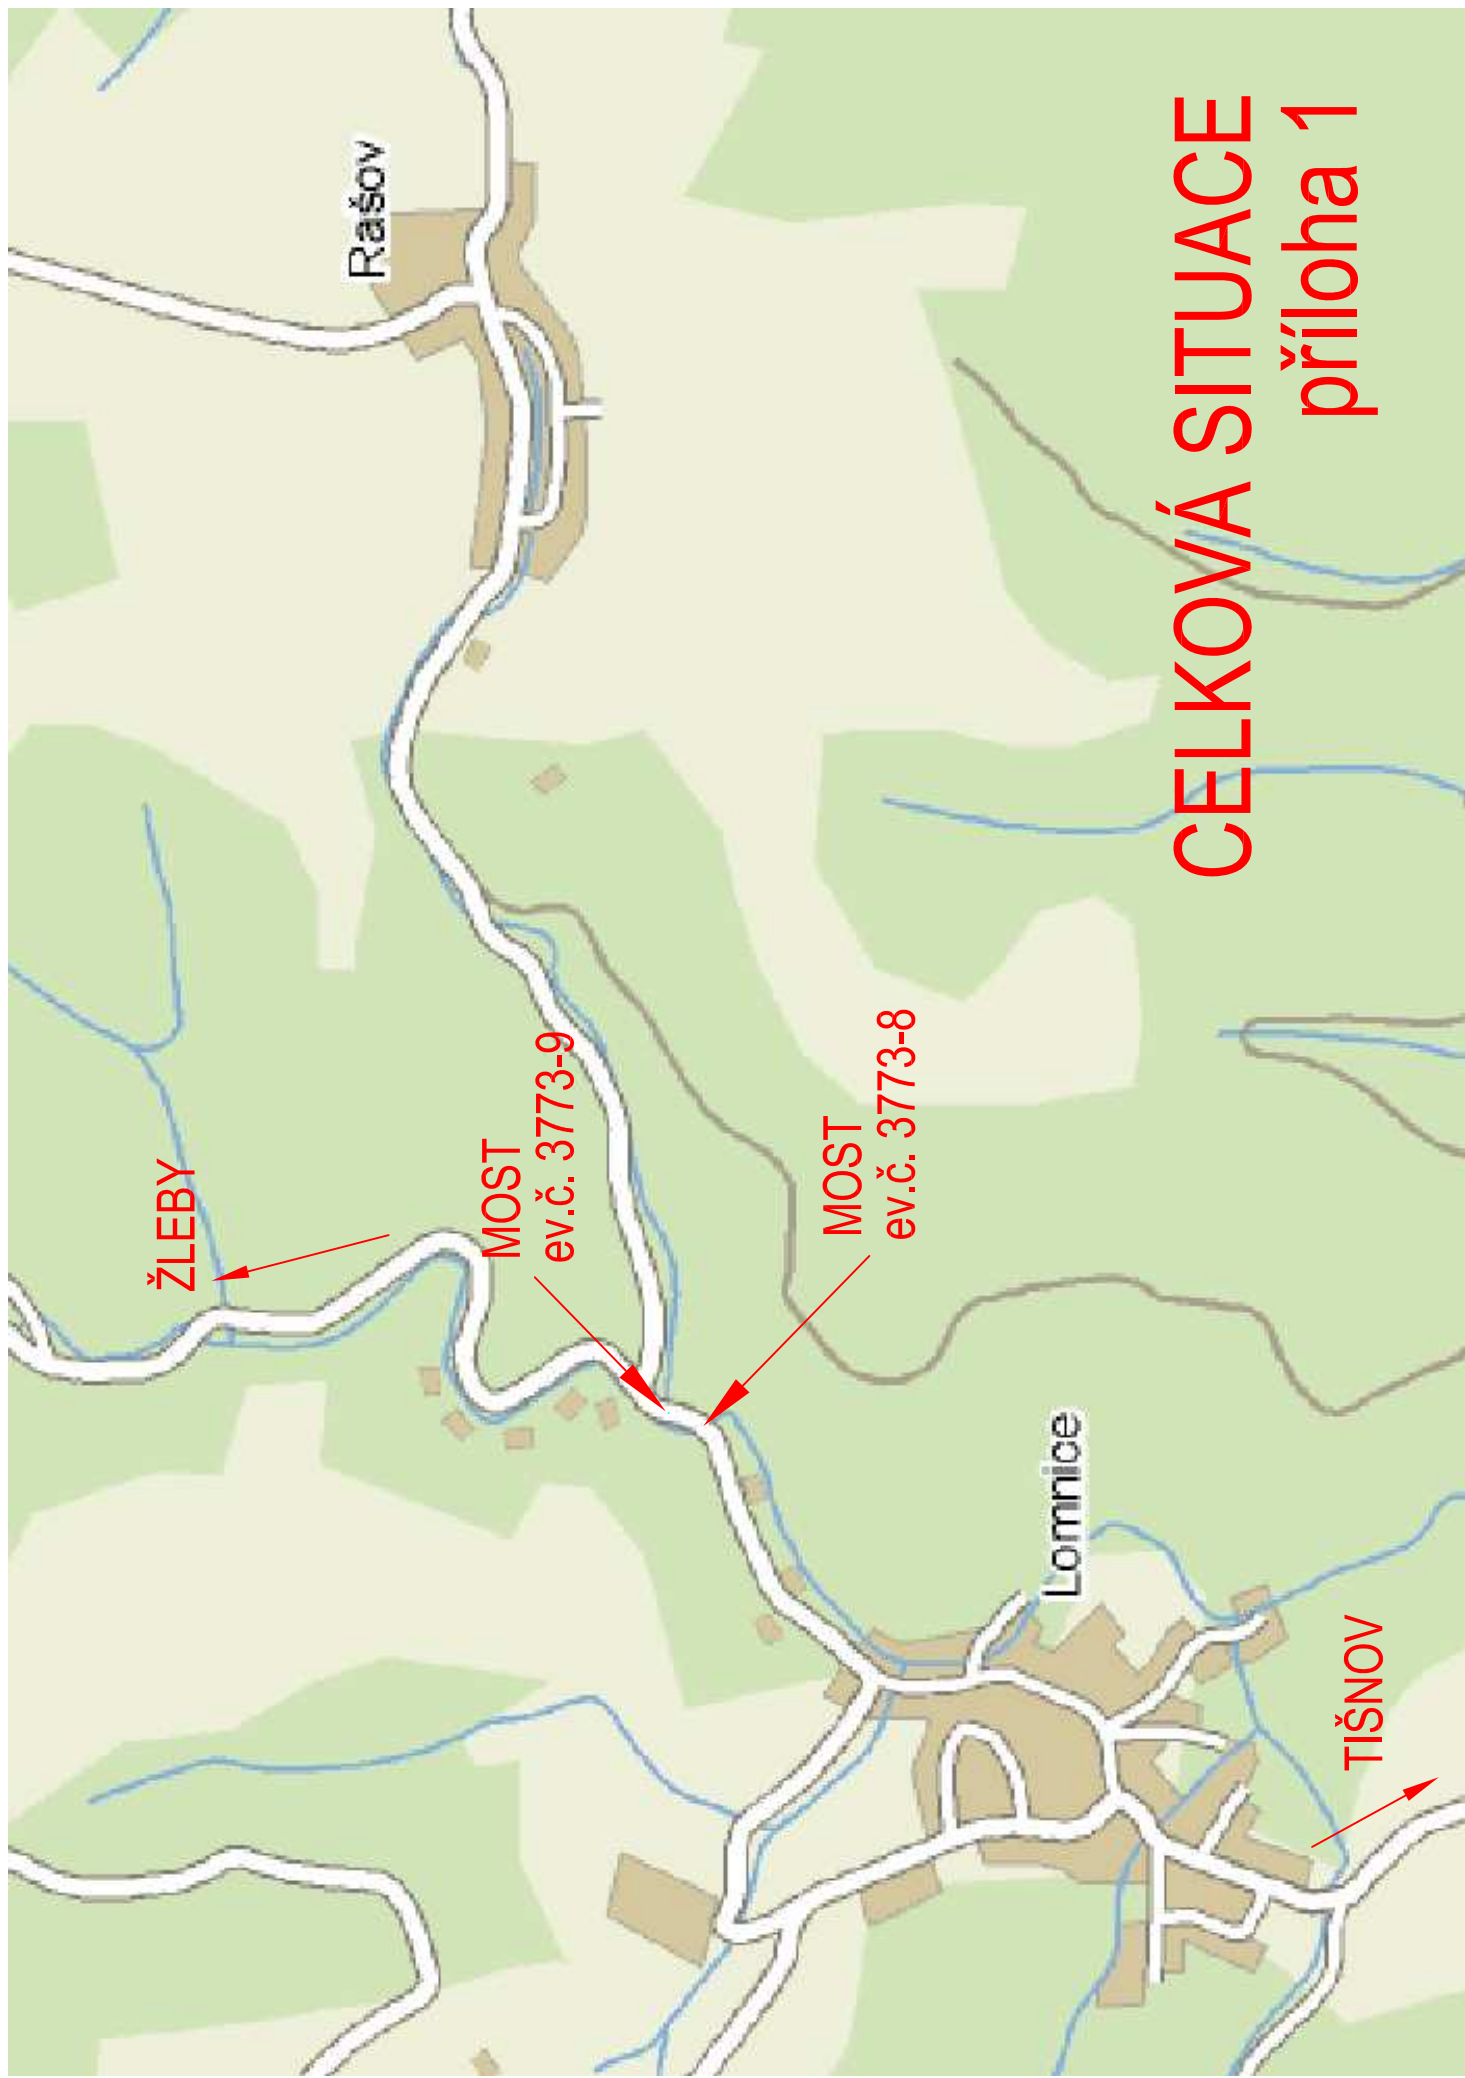 Rašov
ŽLEBY
MOST
ev.č. 3773-9
MOST
ev.č. 3773-8
Lomnice
TIŠNOV
CELKOVÁ SITUACE
příloha 1